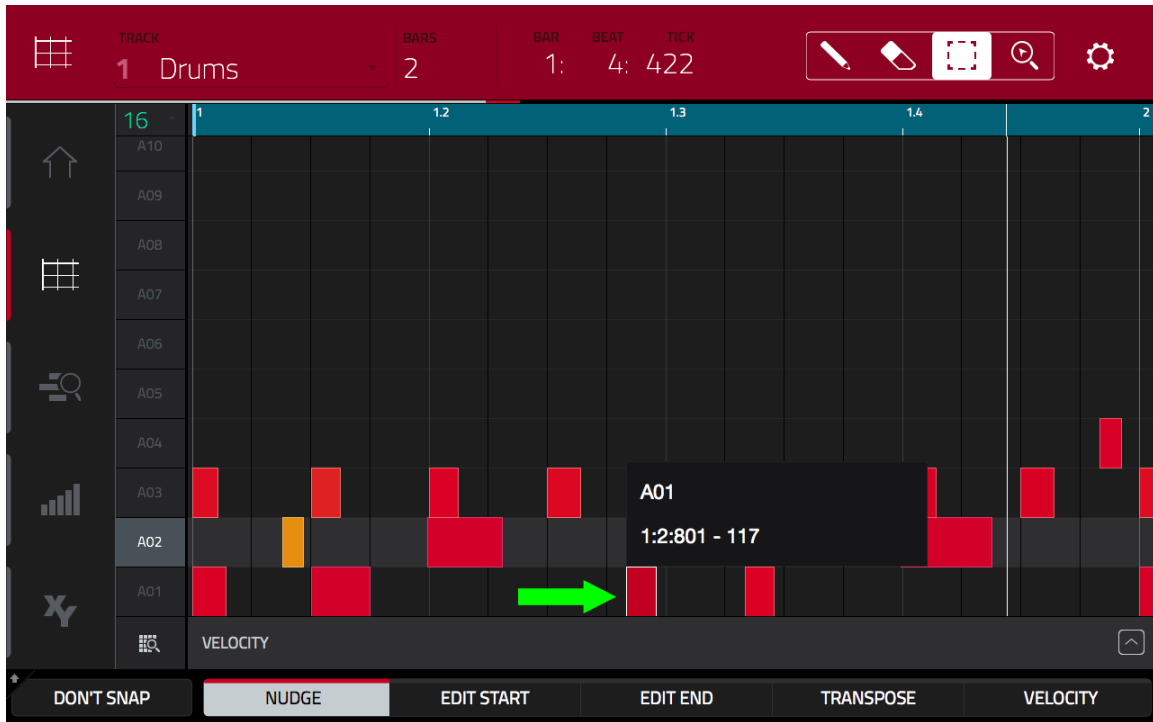 TRACK BARS BAR BEAT TICK
1 Drums 2 1: 4: 422
16 1 1.2 1.3 1.4 2
A10
A09
A08
A07
A06
A05
A04
A03
A01
A02
1:2:801 - 117
A01
XY
VELOCITY
DON'T SNAP NUDGE EDIT START EDIT END TRANSPOSE VELOCITY